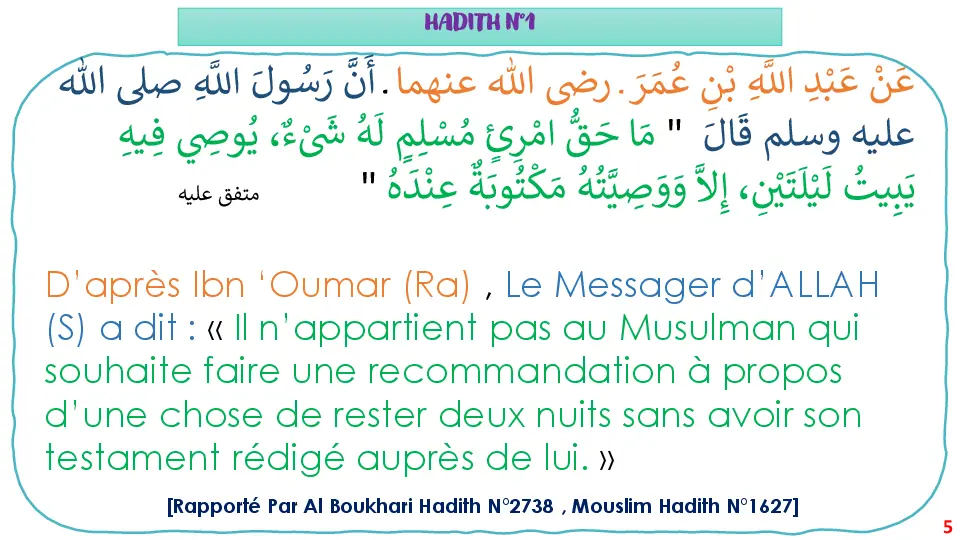 HADITH N°1
عَنْ عَبْدِ اللَّهِ بْنِ عُمَرَ ـ رضى الله عنهما ـ أَنَّ رَسُولَ اللَّهِ صلى الله
عليه وسلم قَالَ " مَا حَقُّ امْرِئٍ مُسْلِمٍ لَهُ شَىْءٌ، يُوصِي فِيهِ
يَبِيتُ لَيْلَتَيْنِ، إِلاَّ وَوَصِيَّتُهُ مَكْتُوبَةٌ عِنْدَهُ " متفق عليه
D’après Ibn ‘Oumar (Ra) , Le Messager d’ALLAH
(S) a dit : « Il n’appartient pas au Musulman qui
souhaite faire une recommandation à propos
d’une chose de rester deux nuits sans avoir son
testament rédigé auprès de lui. »
[Rapporté Par Al Boukhari Hadith N°2738 , Mouslim Hadith N°1627]
5